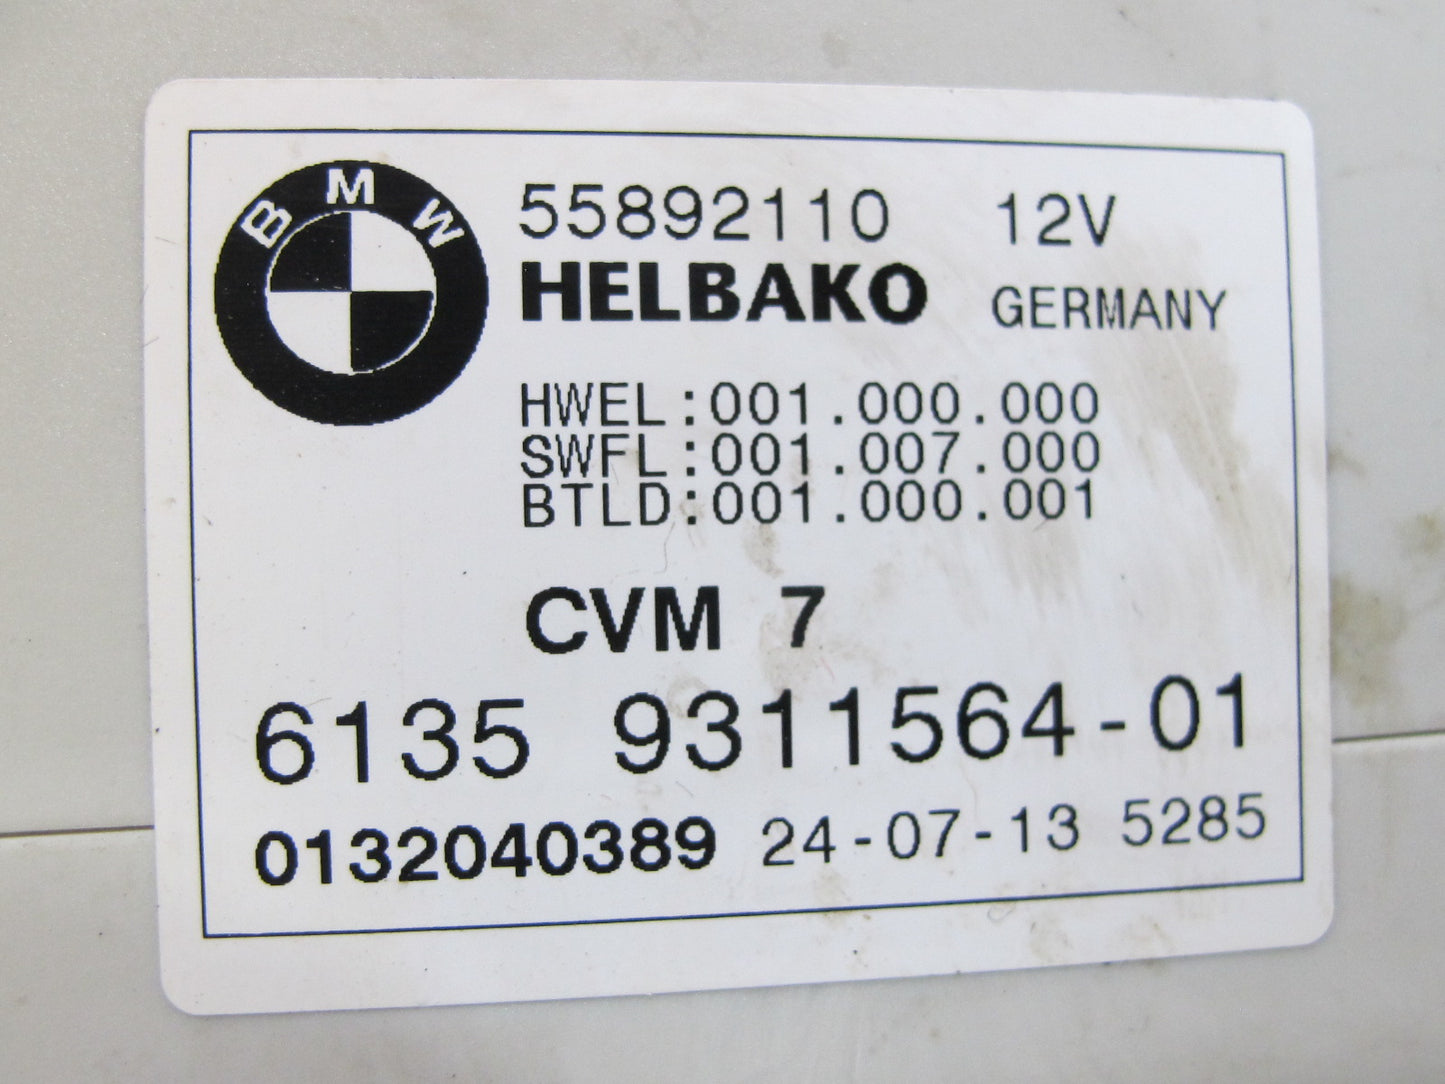 BMW
55892110 12V
HELBAKO GERMANY
HWEL:001.000.000
SWFL:001.007.000
BTLD:001.000.001
CVM 7
6135 9311564-01
0132040389 24-07-13 5285